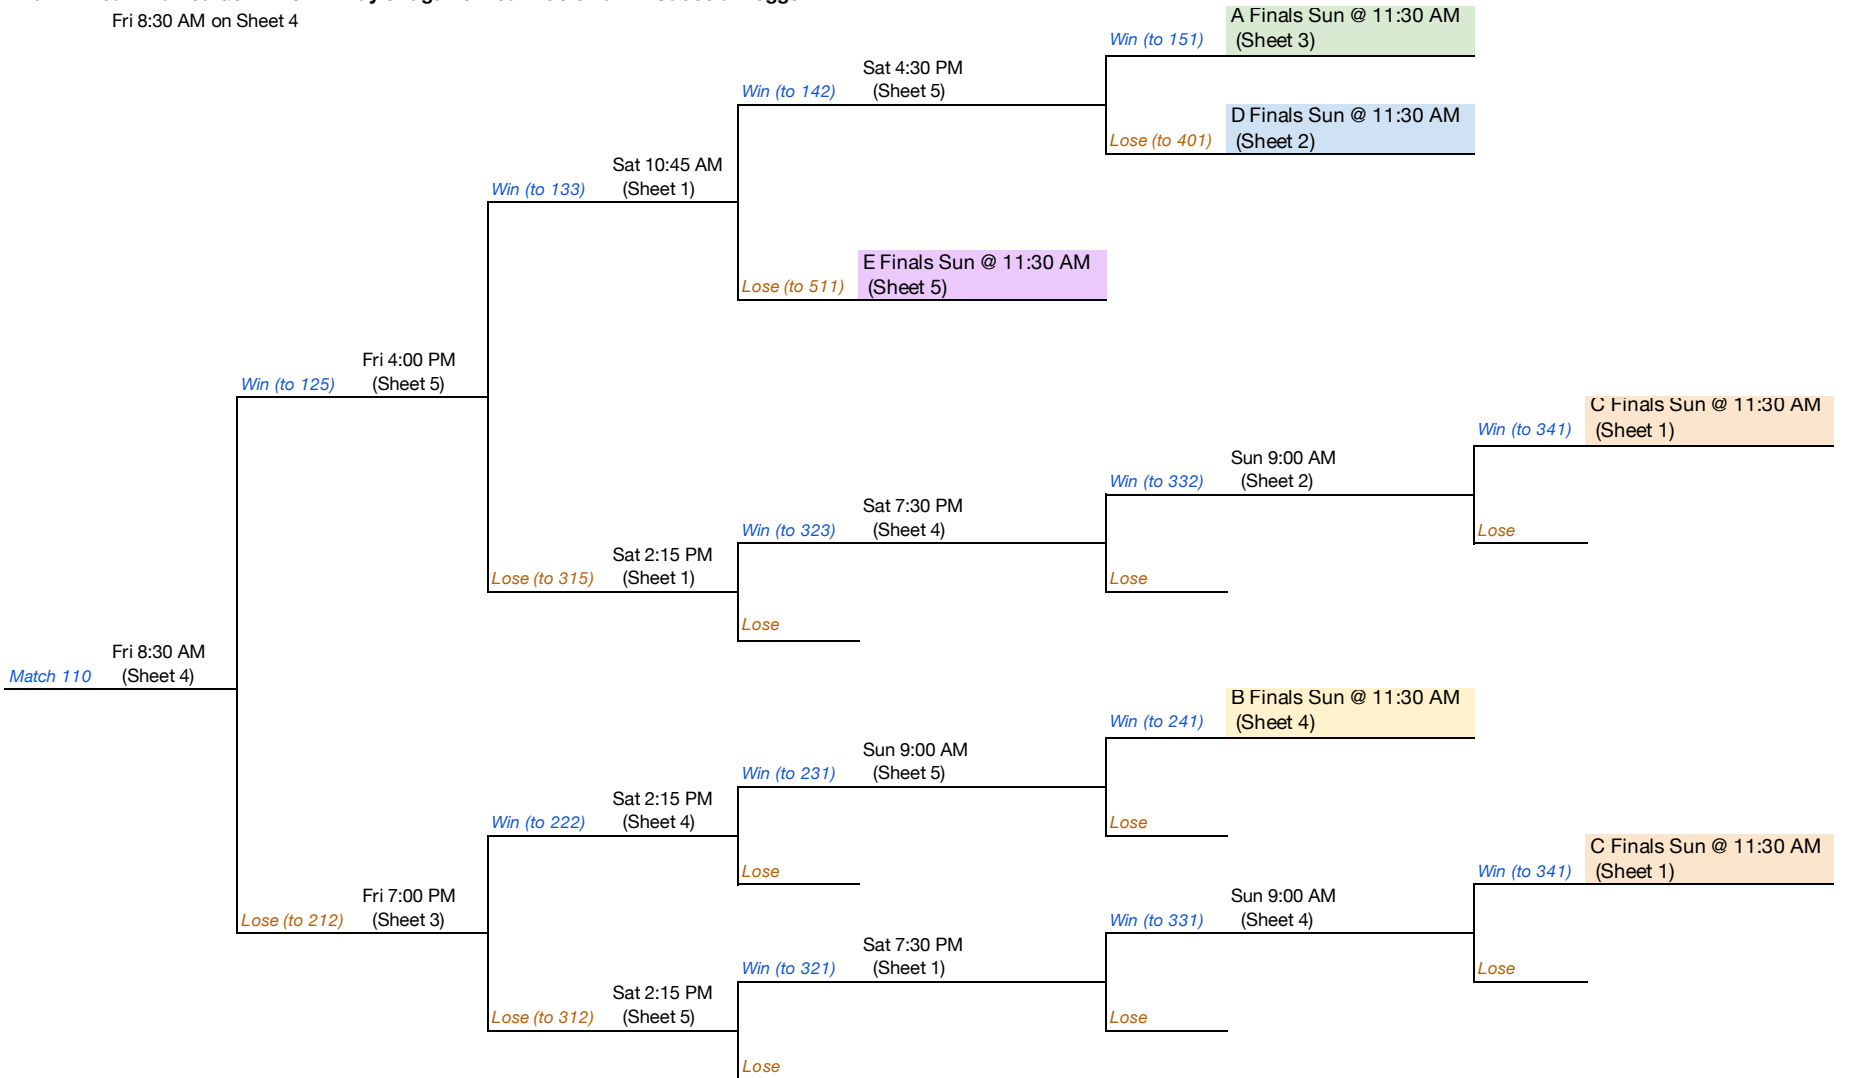 Fri 8:30 AM on Sheet 4
A Finals Sun @ 11:30 AM
Win (to 151)
(Sheet 3)
Sat 4:30 PM
Win (to 142)
(Sheet 5)
D Finals Sun @ 11:30 AM
Lose (to 401)
(Sheet 2)
Sat 10:45 AM
Win (to 133)
(Sheet 1)
E Finals Sun @ 11:30 AM
Lose (to 511)
(Sheet 5)
Fri 4:00 PM
Win (to 125)
(Sheet 5)
C Finals Sun @ 11:30 AM
Win (to 341)
(Sheet 1)
Sun 9:00 AM
Win (to 332)
(Sheet 2)
Sat 7:30 PM
Win (to 323)
(Sheet 4)
Lose
Sat 2:15 PM
Lose (to 315)
(Sheet 1)
Lose
Lose
Fri 8:30 AM
Match 110
(Sheet 4)
B Finals Sun @ 11:30 AM
Win (to 241)
(Sheet 4)
Sun 9:00 AM
Win (to 231)
(Sheet 5)
Sat 2:15 PM
Win (to 222)
(Sheet 4)
Lose
C Finals Sun @ 11:30 AM
Win (to 341)
(Sheet 1)
Lose
Fri 7:00 PM
Lose (to 212)
(Sheet 3)
Sun 9:00 AM
Win (to 331)
(Sheet 4)
Sat 7:30 PM
Win (to 321)
(Sheet 1)
Lose
Sat 2:15 PM
Lose (to 312)
(Sheet 5)
Lose
Lose